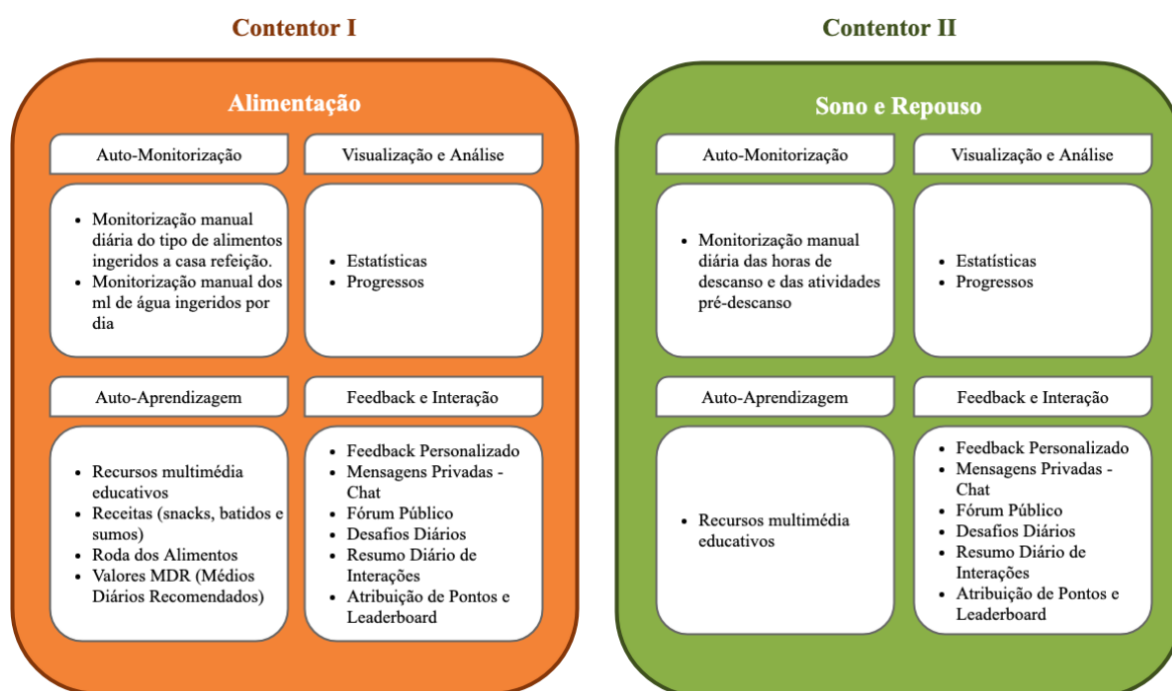 Contentor I
Alimentação
Auto-Monitorização
Visualização e Análise
• Monitorização manual
diária do tipo de alimentos
ingeridos a casa refeição.
• Monitorização manual dos
ml de água ingeridos por
dia
• Estatísticas
• Progressos
Auto-Aprendizagem
Feedback e Interação
• Recursos multimédia
educativos
• Receitas (snacks, batidos e
sumos)
• Roda dos Alimentos
• Valores MDR (Médios
Diários Recomendados)
• Feedback Personalizado
• Mensagens Privadas -
Chat
• Fórum Público
• Desafios Diários
• Resumo Diário de
Interações
• Atribuição de Pontos e
Leaderboard
Contentor II
Sono e Repouso
Auto-Monitorização
Visualização e Análise
• Monitorização manual
diária das horas de
descanso e das atividades
pré-descanso
• Estatísticas
• Progressos
Auto-Aprendizagem
Feedback e Interação
• Recursos multimédia
educativos
• Feedback Personalizado
• Mensagens Privadas -
Chat
• Fórum Público
• Desafios Diários
• Resumo Diário de
Interações
• Atribuição de Pontos e
Leaderboard